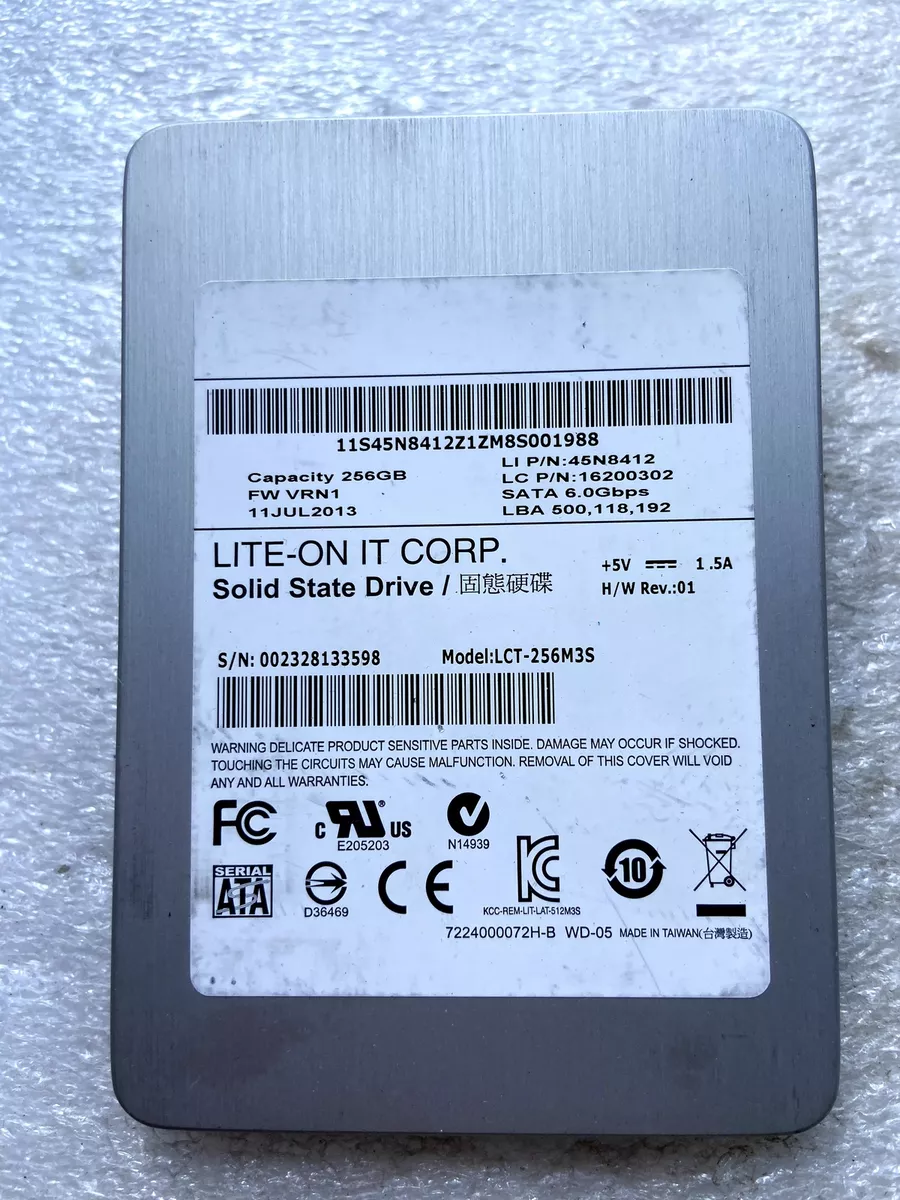 11S45N8412Z1ZM8S001988
Capacity 256GB
FW VRN1
11JUL2013
LI P/N:45N8412
LC P/N:16200302
SATA 6.0Gbps
LBA 500,118,192
LITE-ON IT CORP.
Solid State Drive / 固態硬碟
+5V ⎓ 1.5A
H/W Rev.:01
S/N: 002328133598 Model:LCT-256M3S
WARNING DELICATE PRODUCT SENSITIVE PARTS INSIDE. DAMAGE MAY OCCUR IF SHOCKED.
TOUCHING THE CIRCUITS MAY CAUSE MALFUNCTION. REMOVAL OF THIS COVER WILL VOID
ANY AND ALL WARRANTIES.
FC
c RU® US
E205203
N14939
SERIAL
ATA
D36469
CE
KC
KCC-REM-LIT-LAT-512M3S
10
7224000072H-B WD-05 MADE IN TAIWAN(台灣製造)